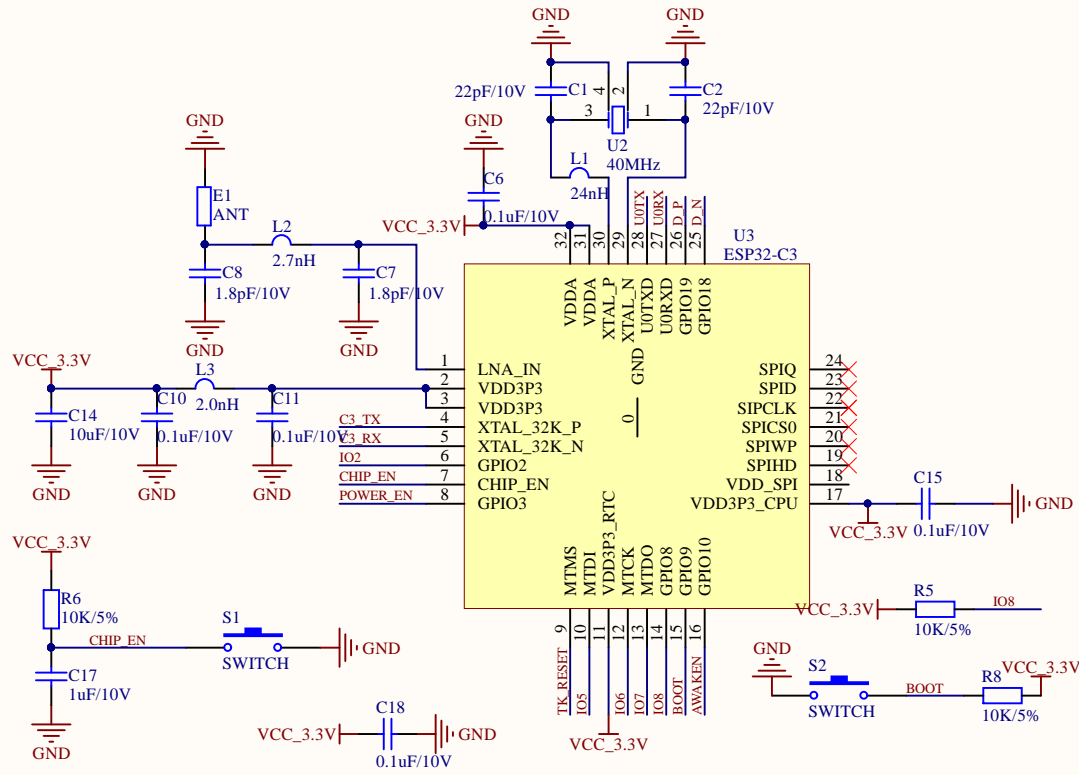 GND
GND
22pF/10V
C1
4
2
C2
22pF/10V
3
1
U2
40MHz
L1
24nH
GND
C6
0.1uF/10V
VCC_3.3V
GND
E1
ANT
L2
2.7nH
C8
1.8pF/10V
C7
1.8pF/10V
GND
GND
U0TX
U0RX
D_P
D_N
32
31
30
29
28
27
26
25
U3
ESP32-C3
VDDA
VDDA
XTAL_P
XTAL_N
U0TXD
U0RXD
GPIO19
GPIO18
GND
0
VCC_3.3V
L3
2.0nH
C14
10uF/10V
C10
0.1uF/10V
C11
0.1uF/10V
GND
GND
GND
C3_TX
C3_RX
IO2
CHIP_EN
POWER_EN
1 LNA_IN
2 VDD3P3
3 VDD3P3
4 XTAL_32K_P
5 XTAL_32K_N
6 GPIO2
7 CHIP_EN
8 GPIO3
SPIQ 24
SPID 23
SIPCLK 22
SPICS0 21
SPIWP 20
SPIHD 19
VDD_SPI 18
VDD3P3_CPU 17
C15
0.1uF/10V
GND
VCC_3.3V
MTMS
MTDI
VDD3P3_RTC
MTCK
MTDO
GPIO8
GPIO9
GPIO10
9
10
11
12
13
14
15
16
TK_RESET
IO5
IO6
IO7
IO8
BOOT
AWAKEN
VCC_3.3V
VCC_3.3V
R6
10K/5%
CHIP_EN
S1
SWITCH
GND
C17
1uF/10V
GND
VCC_3.3V
C18
0.1uF/10V
GND
VCC_3.3V
R5
10K/5%
IO8
GND
S2
SWITCH
BOOT
R8
10K/5%
VCC_3.3V